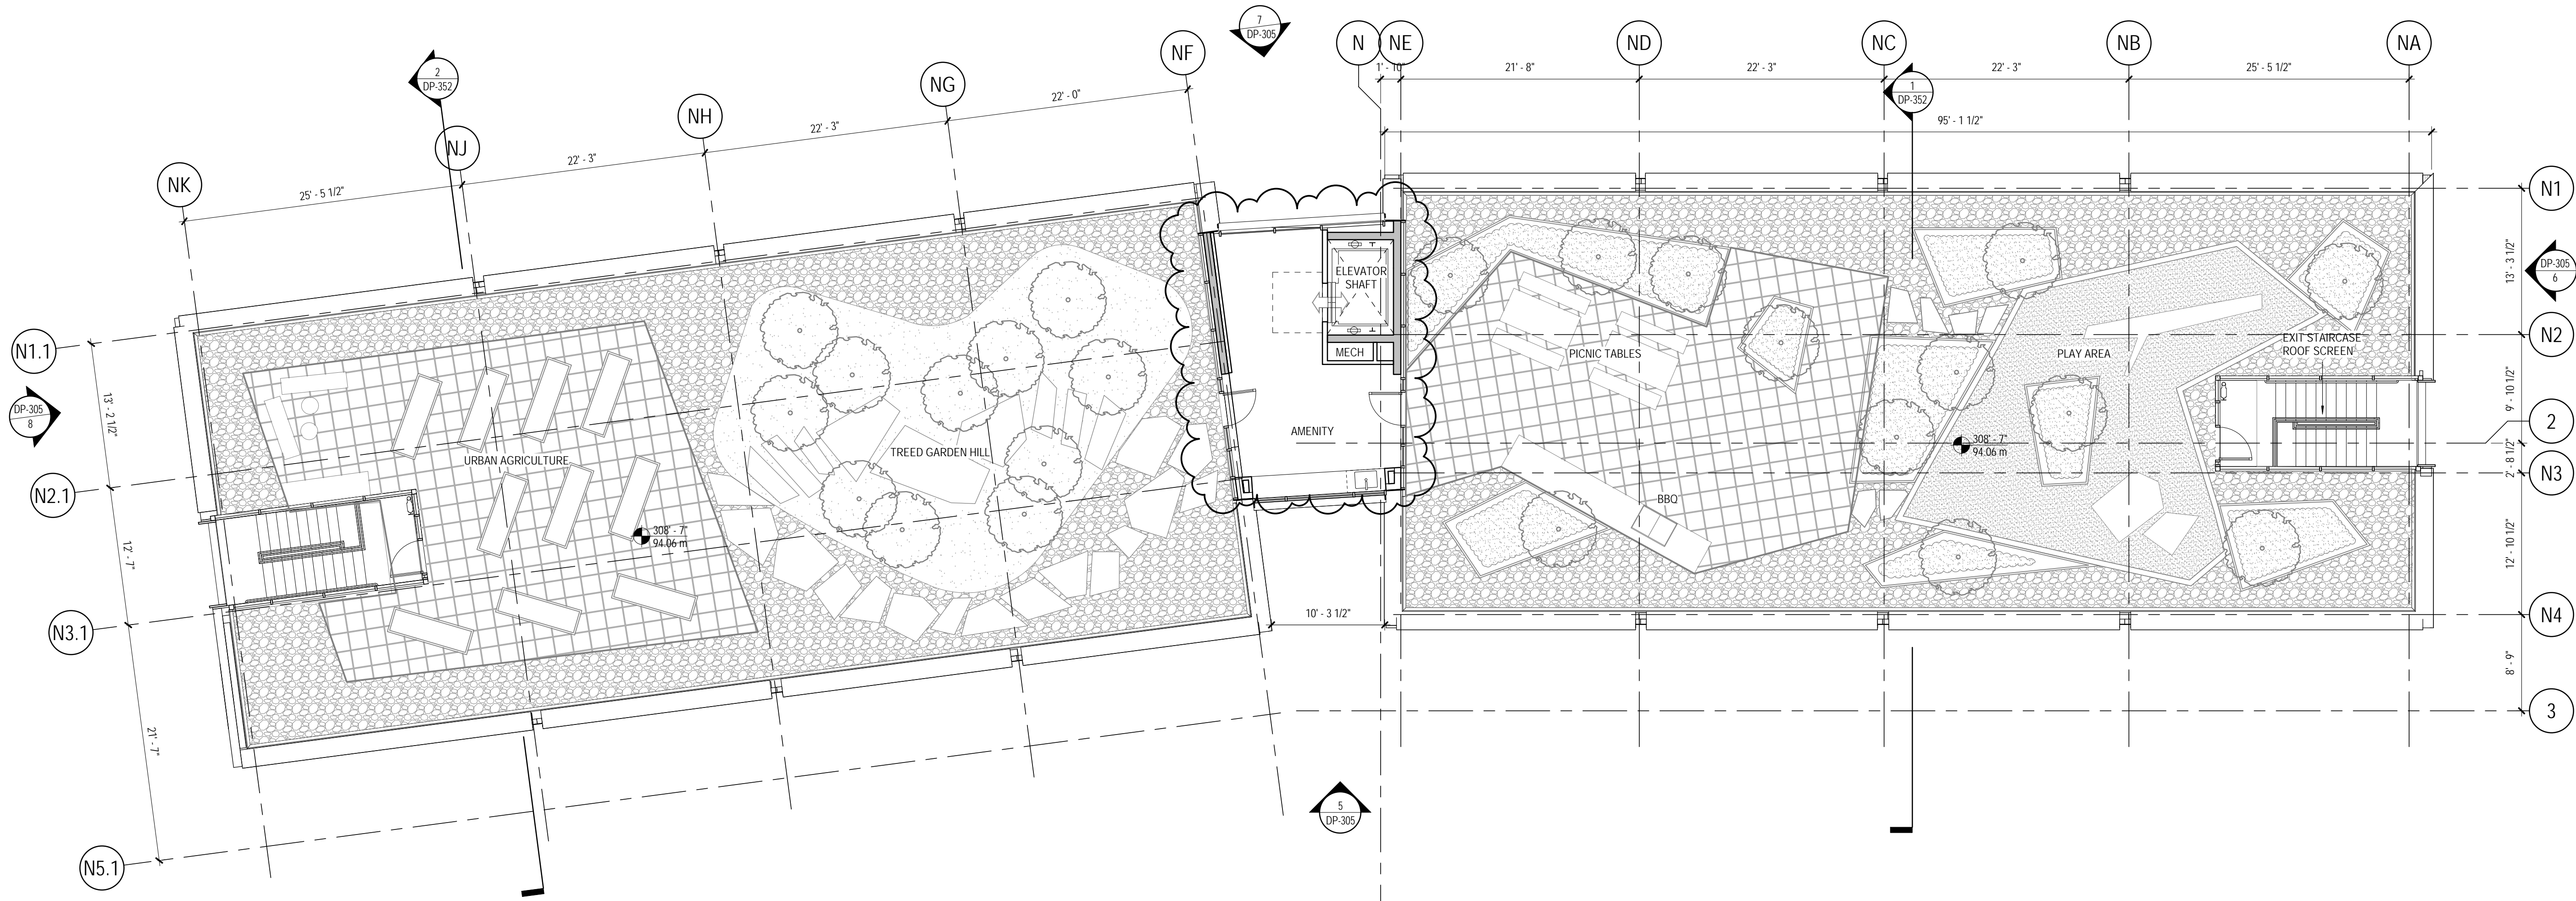 7
DP-305
N
NE
ND
NC
NB
NA
NF
2
DP-352
NG
NH
NJ
NK
1' - 10"
21' - 8"
22' - 3"
22' - 3"
25' - 5 1/2"
1
DP-352
95' - 1 1/2"
22' - 0"
22' - 3"
22' - 3"
25' - 5 1/2"
N1
13' - 3 1/2"
DP-305
6
N2
9' - 10 1/2"
2
2' - 8 1/2"
N3
12' - 10 1/2"
N4
8' - 9"
3
N1.1
13' - 2 1/2"
DP-305
8
N2.1
12' - 7"
N3.1
21' - 7"
N5.1
URBAN AGRICULTURE
308' - 7"
94.06 m
TREED GARDEN HILL
ELEVATOR
SHAFT
MECH
AMENITY
10' - 3 1/2"
5
DP-305
PICNIC TABLES
BBQ
PLAY AREA
308' - 7"
94.06 m
EXIT STAIRCASE
ROOF SCREEN